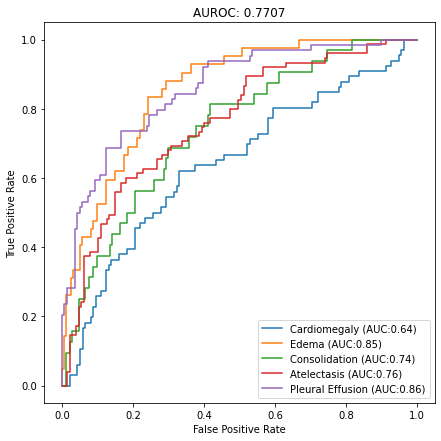 AUROC: 0.7707
True Positive Rate
1.0
0.8
0.6
0.4
0.2
0.0
Cardiomegaly (AUC:0.64)
Edema (AUC:0.85)
Consolidation (AUC:0.74)
Atelectasis (AUC:0.76)
Pleural Effusion (AUC:0.86)
0.0 0.2 0.4 0.6 0.8 1.0
False Positive Rate